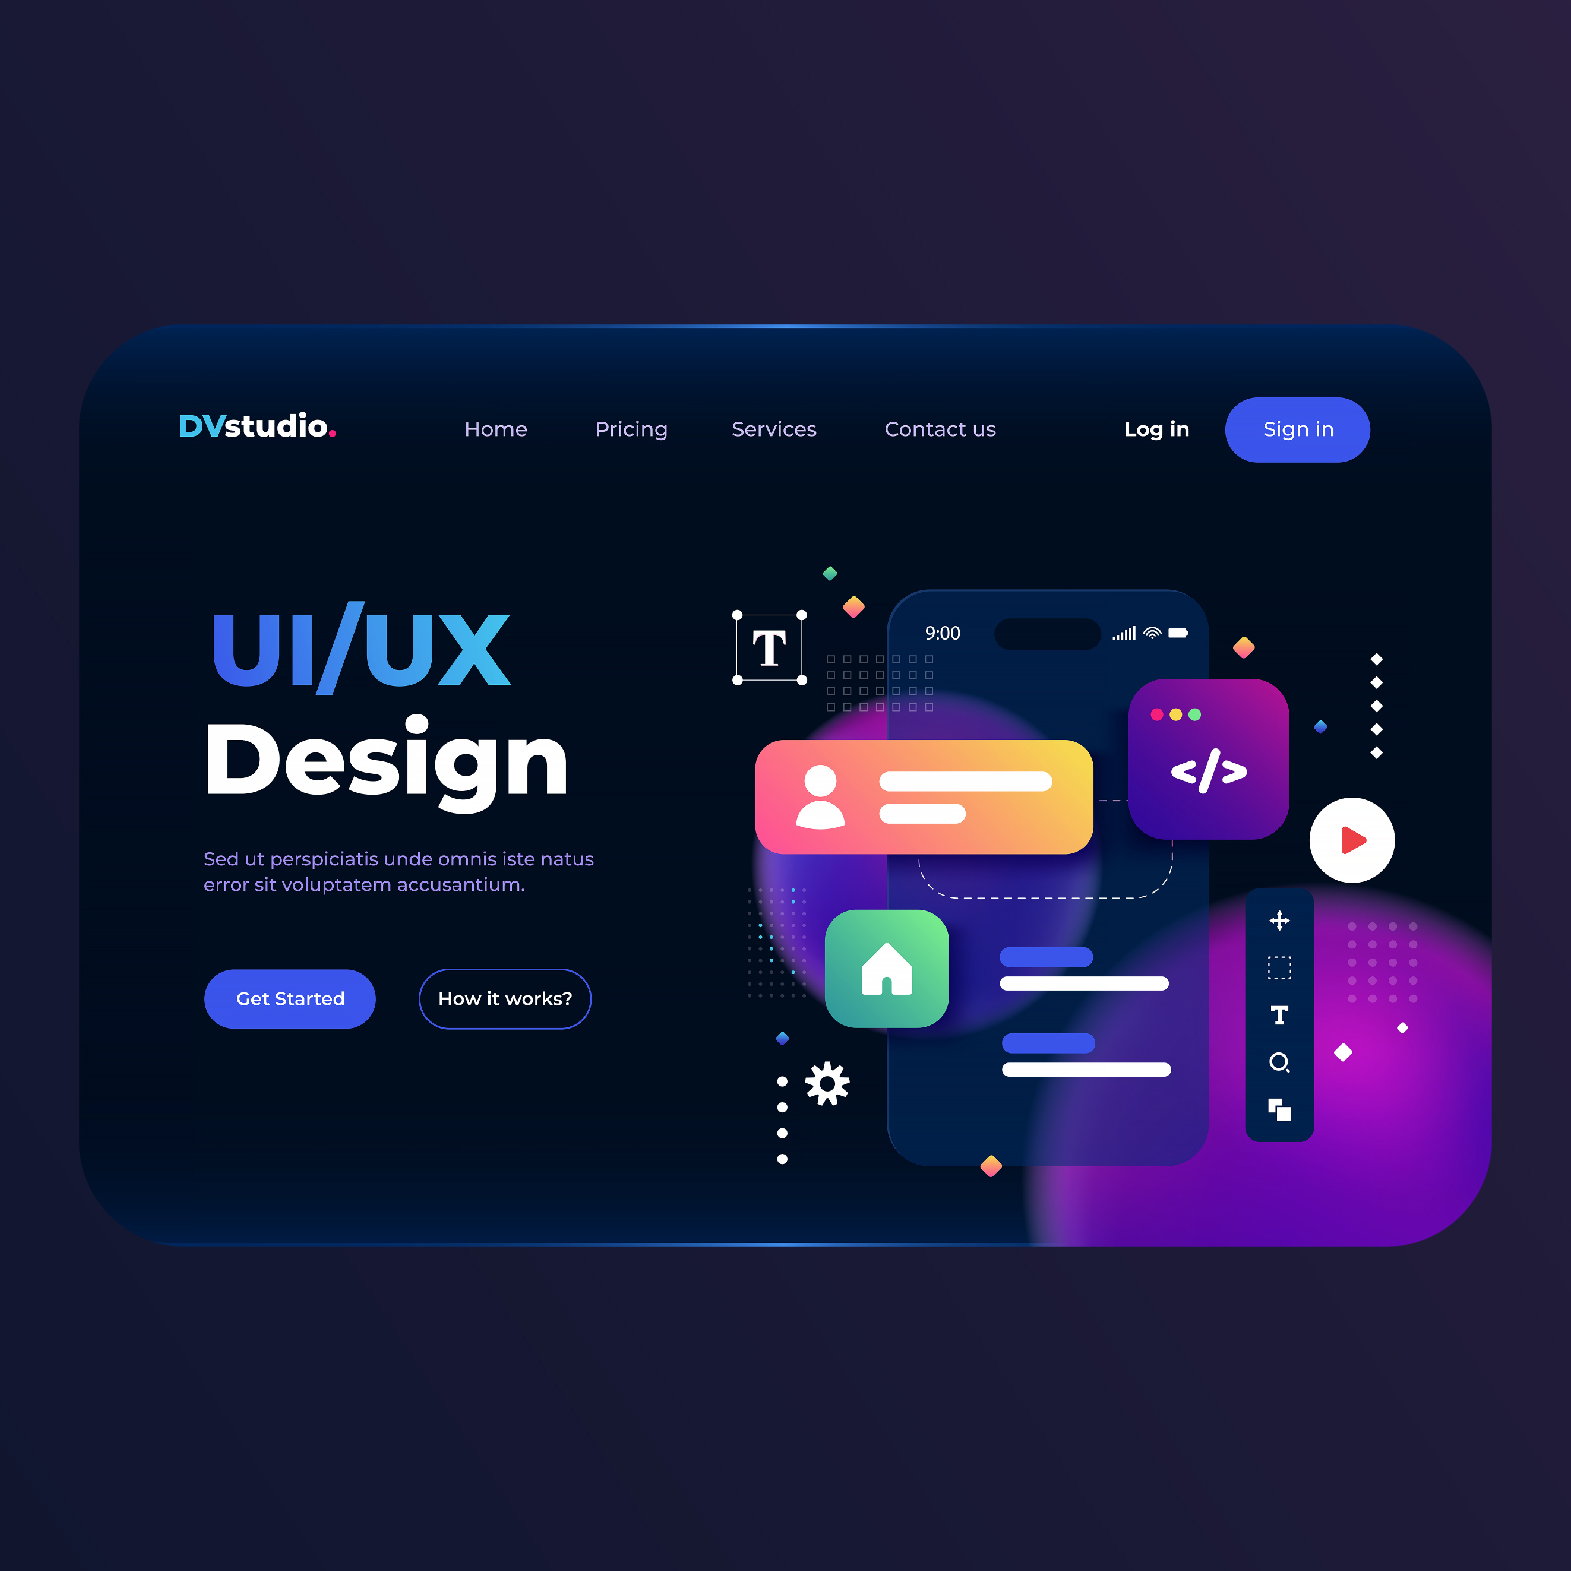 DVstudio.
Home Pricing Services Contact us Log in Sign in
UI/UX
Design
Sed ut perspiciatis unde omnis iste natus
error sit voluptatem accusantium.
Get Started How it works?
T
9:00
</>
T